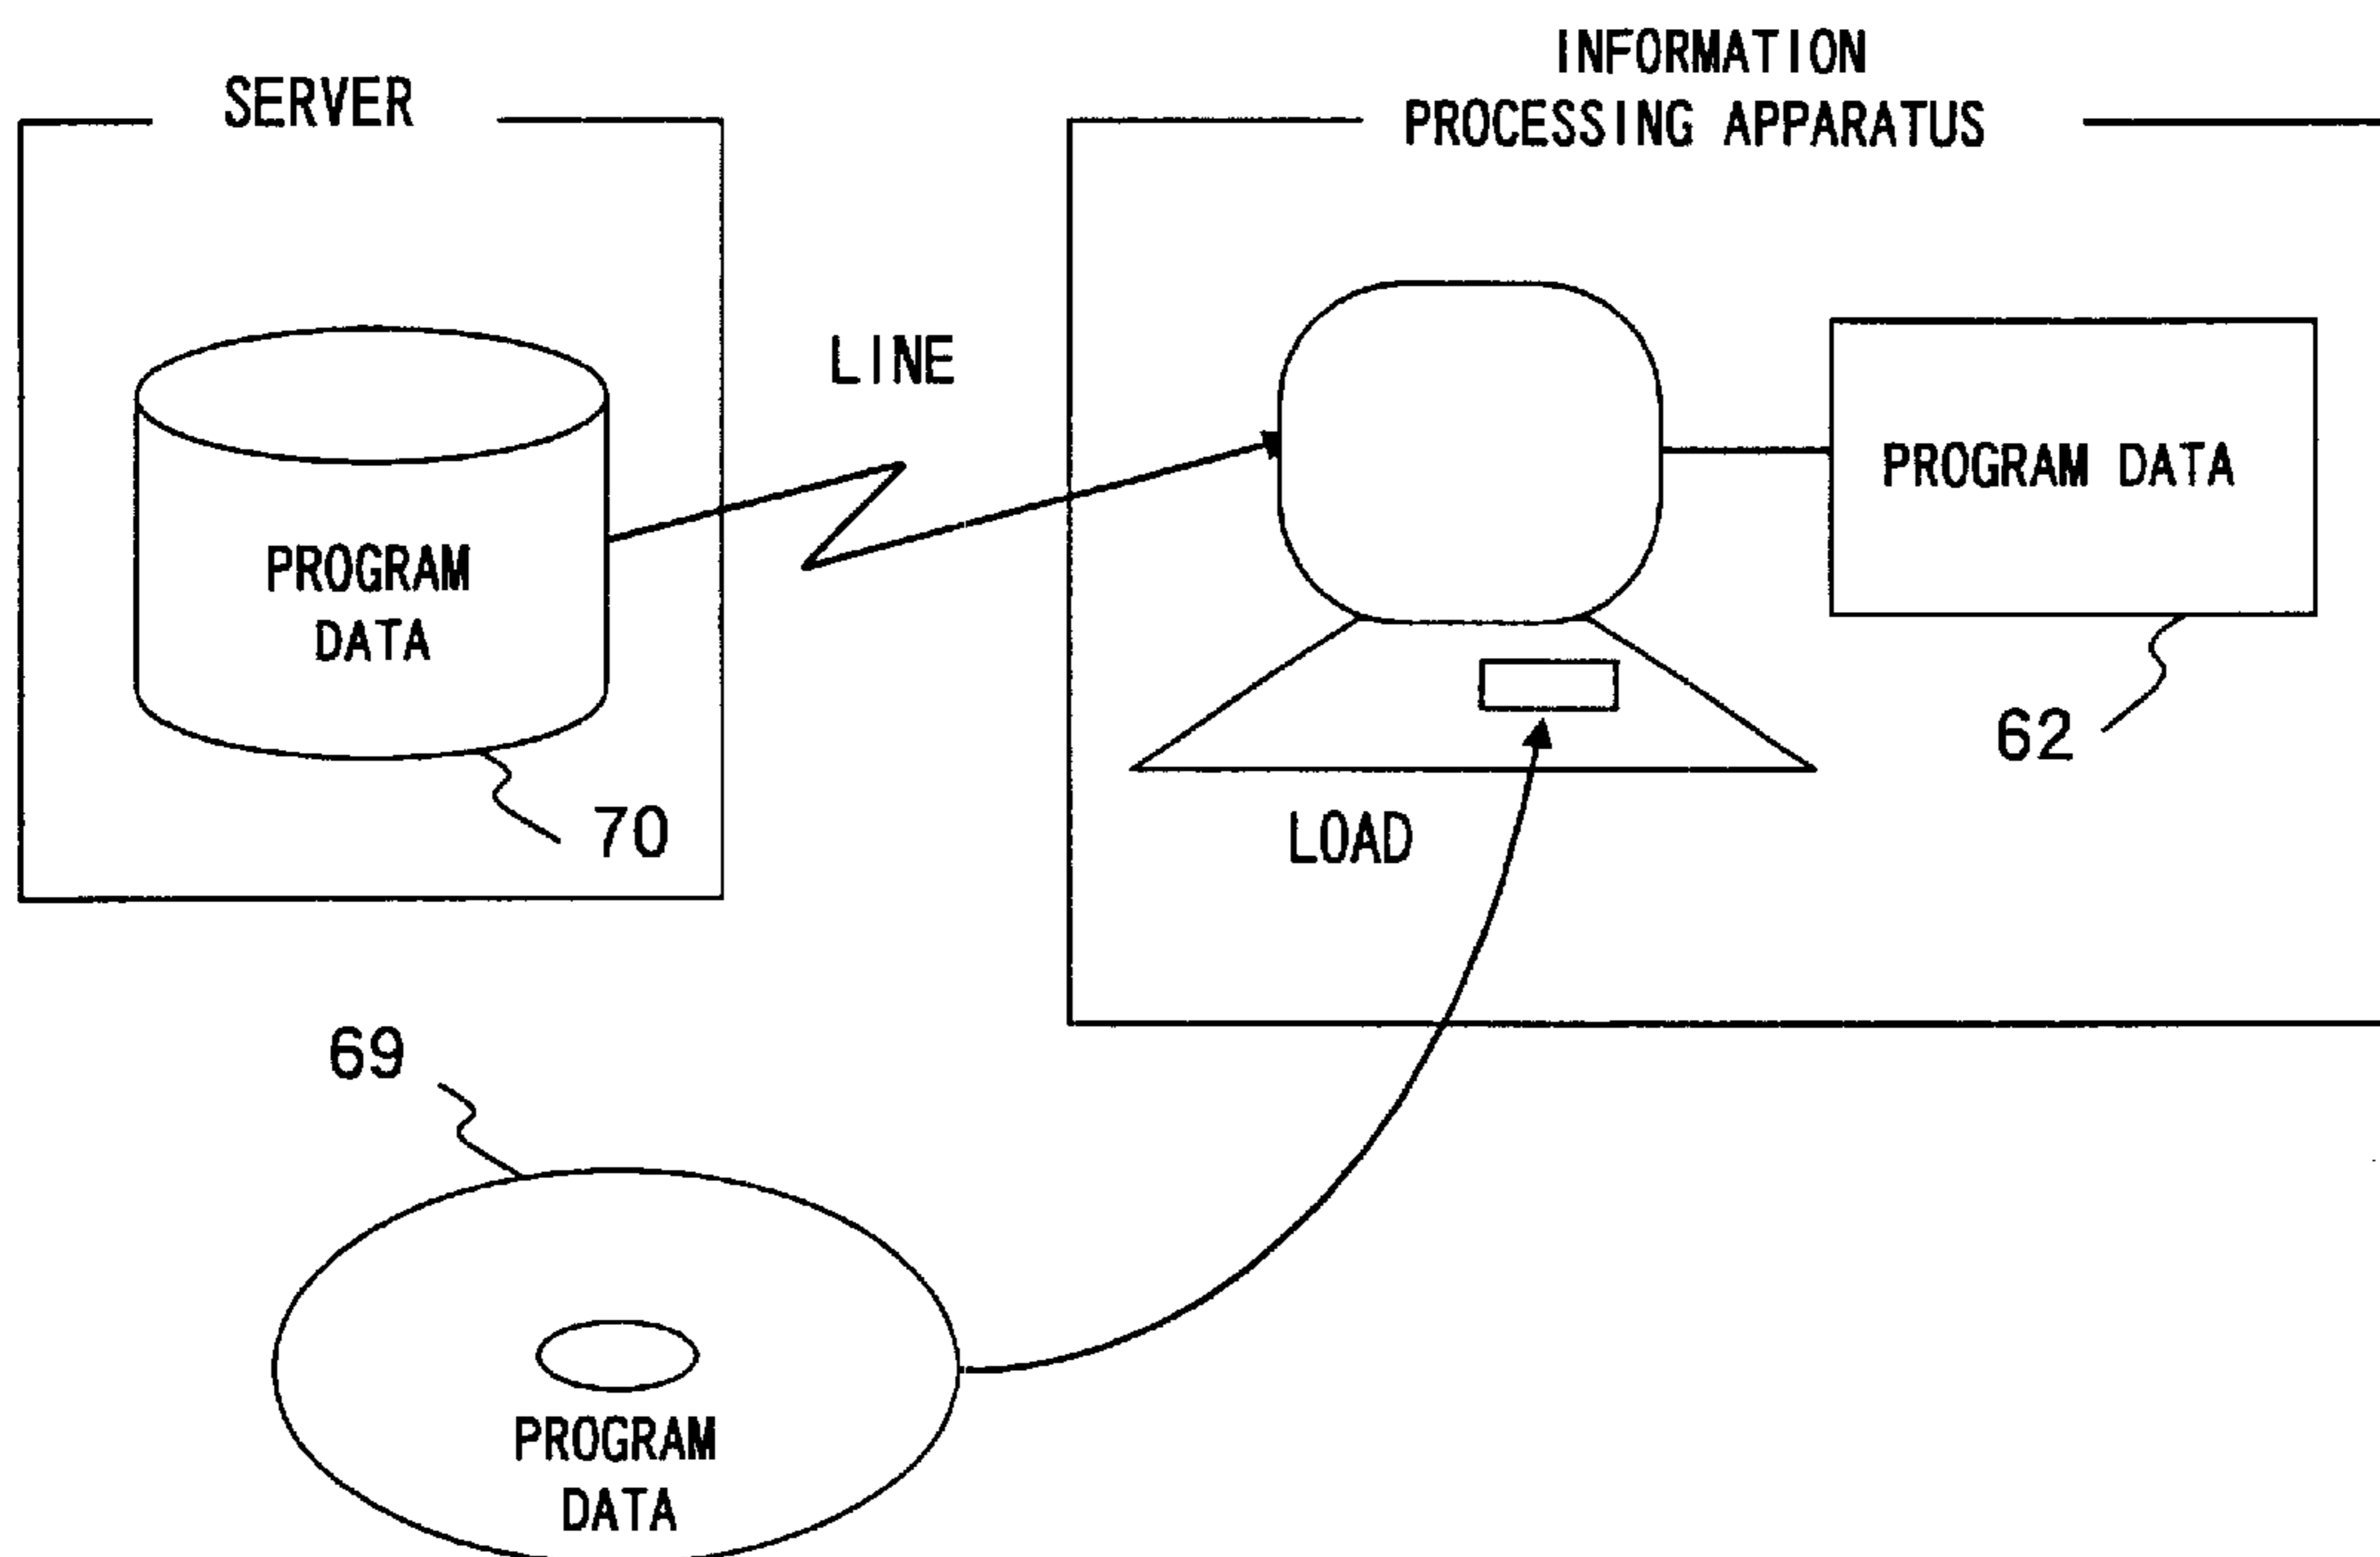 SERVER
INFORMATION
PROCESSING APPARATUS
LINE
PROGRAM
DATA
PROGRAM DATA
70
LOAD
62
69
PROGRAM
DATA